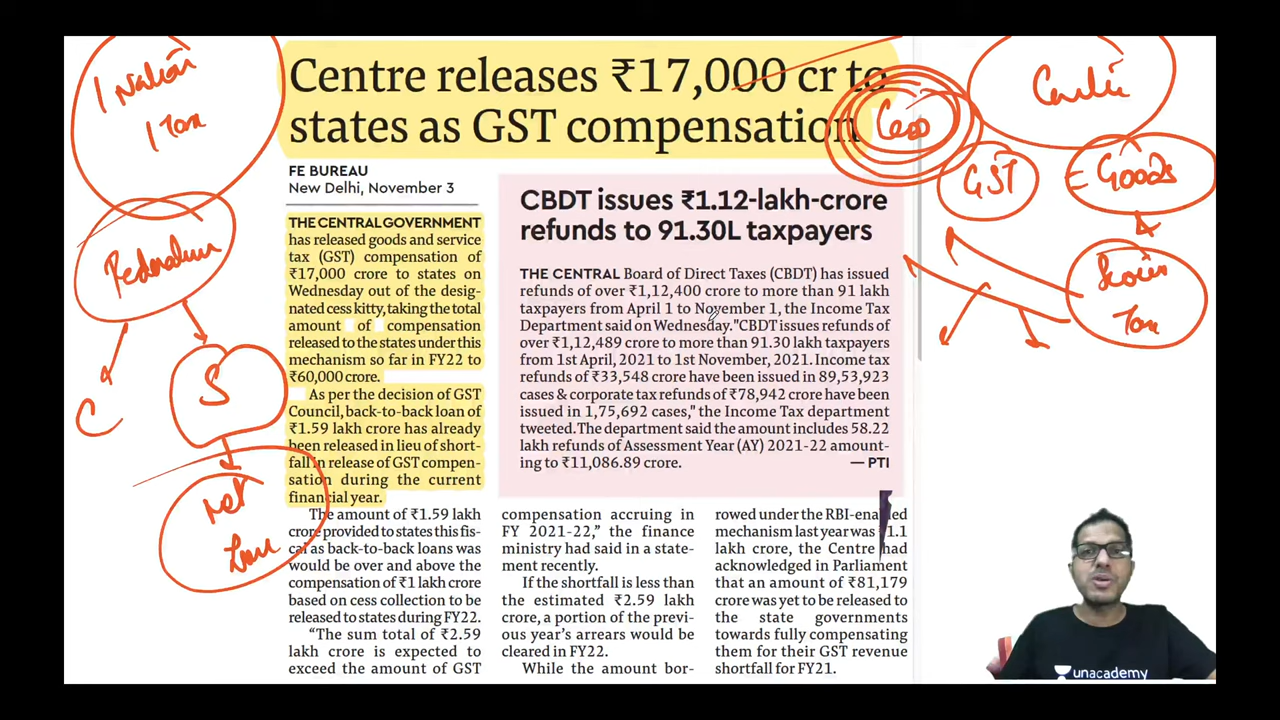 Centre releases ₹17,000 cr to
states as GST compensation
FE BUREAU
New Delhi, November 3
THE CENTRAL GOVERNMENT
has released goods and service
tax (GST) compensation of
₹17,000 crore to states on
Wednesday out of the desig-
nated cess kitty, taking the total
amount of compensation
released to the states under this
mechanism so far in FY22 to
₹60,000 crore.
As per the decision of GST
Council, back-to-back loan of
₹1.59 lakh crore has already
been released in lieu of short-
fall in release of GST compen-
sation during the current
financial year.
The amount of ₹1.59 lakh
crore provided to states this fis-
cal as back-to-back loans was
would be over and above the
compensation of ₹1 lakh crore
based on cess collection to be
released to states during FY22.
"The sum total of ₹2.59
lakh crore is expected to
exceed the amount of GST
CBDT issues ₹1.12-lakh-crore
refunds to 91.30L taxpayers
THE CENTRAL Board of Direct Taxes (CBDT) has issued
refunds of over ₹1,12,400 crore to more than 91 lakh
taxpayers from April 1 to November 1, the Income Tax
Department said on Wednesday."CBDT issues refunds of
over ₹1,12,489 crore to more than 91.30 lakh taxpayers
from 1st April, 2021 to 1st November, 2021. Income tax
refunds of ₹33,548 crore have been issued in 89,53,923
cases & corporate tax refunds of ₹78,942 crore have been
issued in 1,75,692 cases," the Income Tax department
tweeted. The department said the amount includes 58.22
lakh refunds of Assessment Year (AY) 2021-22 amount-
ing to ₹11,086.89 crore.
— PTI
compensation accruing in
FY 2021-22," the finance
ministry had said in a state-
ment recently.
If the shortfall is less than
the estimated ₹2.59 lakh
crore, a portion of the previ-
ous year's arrears would be
cleared in FY22.
While the amount bor-
rowed under the RBI-enabled
mechanism last year was ₹1.1
lakh crore, the Centre had
acknowledged in Parliament
that an amount of ₹81,179
crore was yet to be released to
the state governments
towards fully compensating
them for their GST revenue
shortfall for FY21.
1 Nation
1 Tax
Federalism
C
S
Cess
GST
= Goods
Tax
unacademy